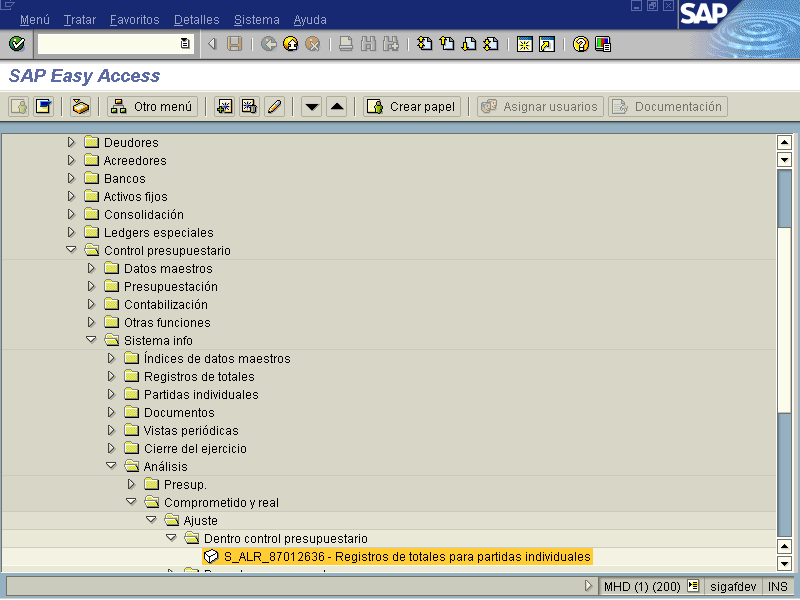 Menú Tratar Favoritos Detalles Sistema Ayuda
SAP
SAP Easy Access
Otro menú Crear papel Asignar usuarios Documentación
Deudores
Acreedores
Bancos
Activos fijos
Consolidación
Ledgers especiales
Control presupuestario
Datos maestros
Presupuestación
Contabilización
Otras funciones
Sistema info
Índices de datos maestros
Registros de totales
Partidas individuales
Documentos
Vistas periódicas
Cierre del ejercicio
Análisis
Presup.
Comprometido y real
Ajuste
Dentro control presupuestario
S_ALR_87012636 - Registros de totales para partidas individuales
MHD (1) (200) sigafdev INS